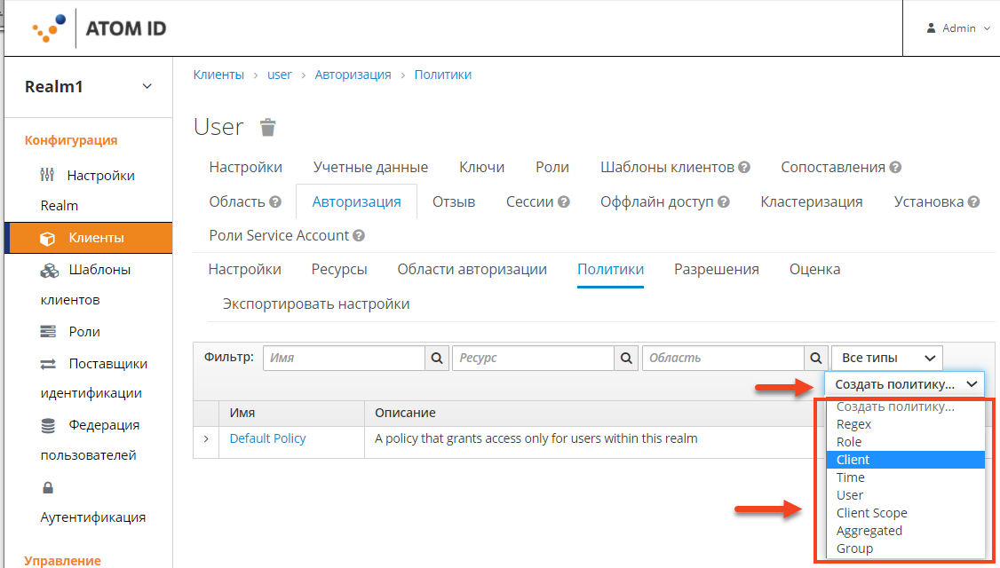 ATOM ID
Admin
Realm1
Конфигурация
Настройки
Realm
Клиенты
Шаблоны
клиентов
Роли
Поставщики
идентификации
Федерация
пользователей
Аутентификация
Управление
Клиенты › user › Авторизация › Политики
User
Настройки Учетные данные Ключи Роли Шаблоны клиентов ? Сопоставления ?
Область ? Авторизация Отзыв Сессии ? Оффлайн доступ ? Кластеризация Установка ?
Роли Service Account ?
Настройки Ресурсы Области авторизации Политики Разрешения Оценка
Экспортировать настройки
Фильтр: Имя Ресурс Область Все типы
Создать политику...
Имя Описание
Default Policy A policy that grants access only for users within this realm
Создать политику...
Regex
Role
Client
Time
User
Client Scope
Aggregated
Group